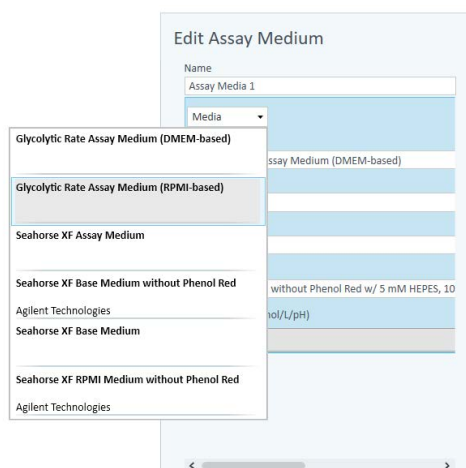 Edit Assay Medium
Name
Assay Media 1
Media
Glycolytic Rate Assay Medium (DMEM-based)
ssay Medium (DMEM-based)
Glycolytic Rate Assay Medium (RPMI-based)
Seahorse XF Assay Medium
Seahorse XF Base Medium without Phenol Red
without Phenol Red w/ 5 mM HEPES, 10
Agilent Technologies
ol/L/pH)
Seahorse XF Base Medium
Seahorse XF RPMI Medium without Phenol Red
Agilent Technologies